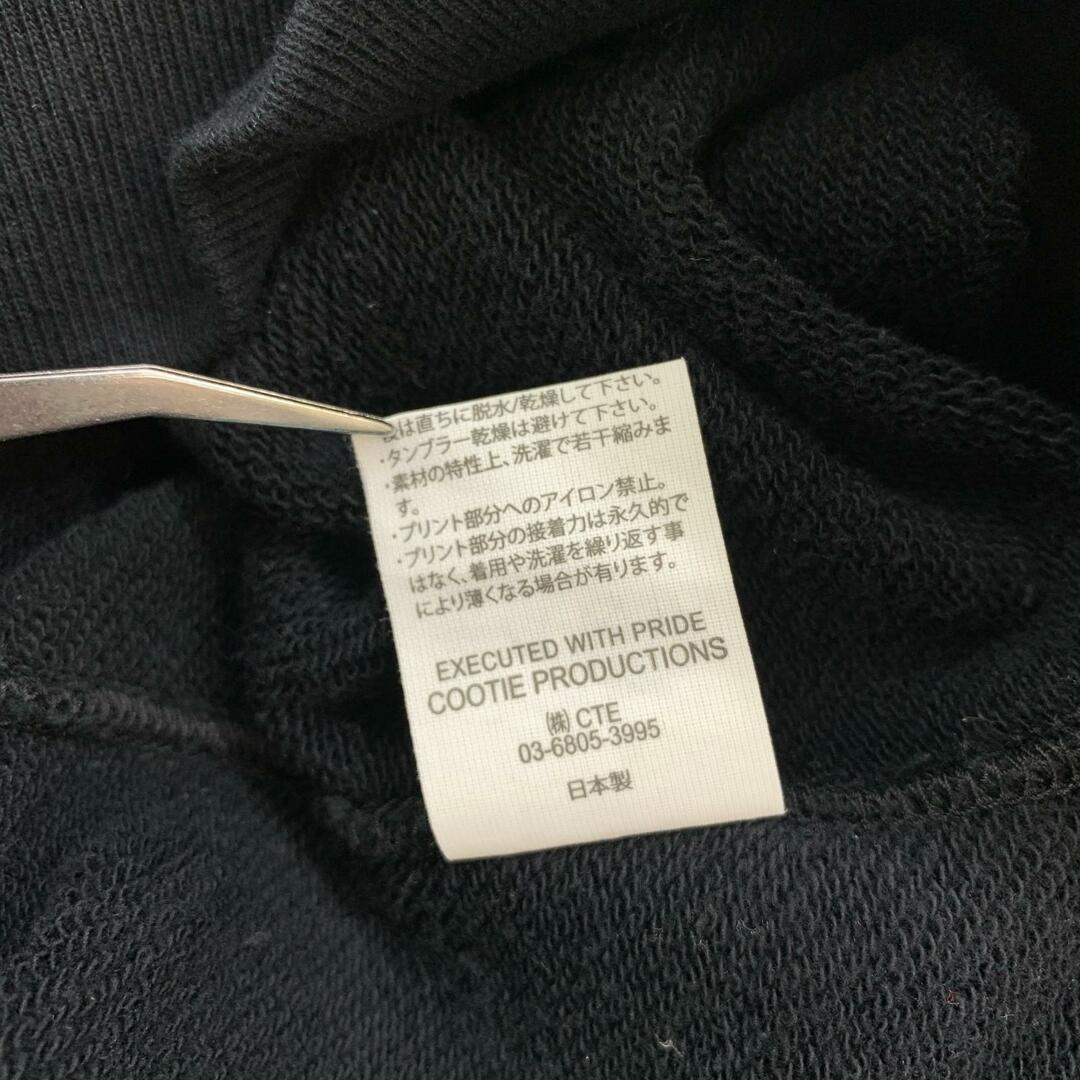 は直ちに脱水/乾燥して下さい。
・タンブラー乾燥は避けて下さい。
・素材の特性上、洗濯で若干縮みま
す。
・プリント部分へのアイロン禁止。
・プリント部分の接着力は永久的で
はなく、着用や洗濯を繰り返す事
により薄くなる場合が有ります。
EXECUTED WITH PRIDE
COOTIE PRODUCTIONS
㈱ CTE
03-6805-3995
日本製